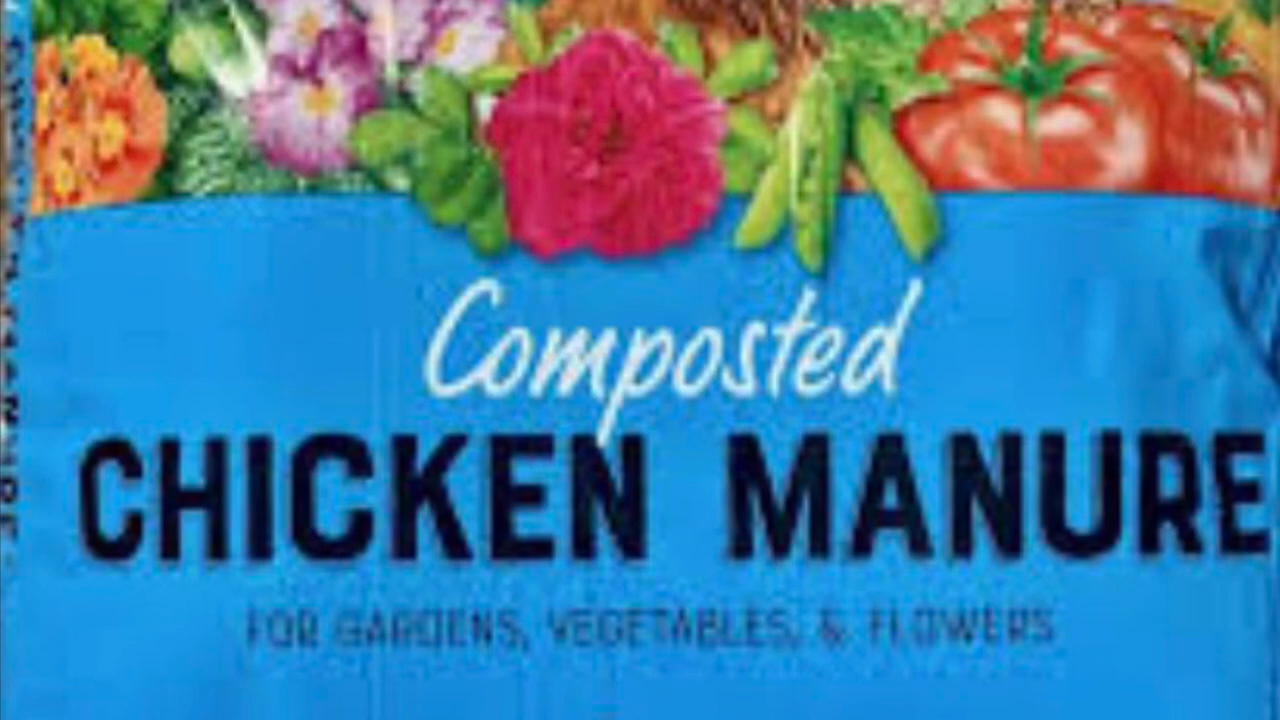 Composted
CHICKEN MANURE
FOR GARDENS, VEGETABLES, & FLOWERS